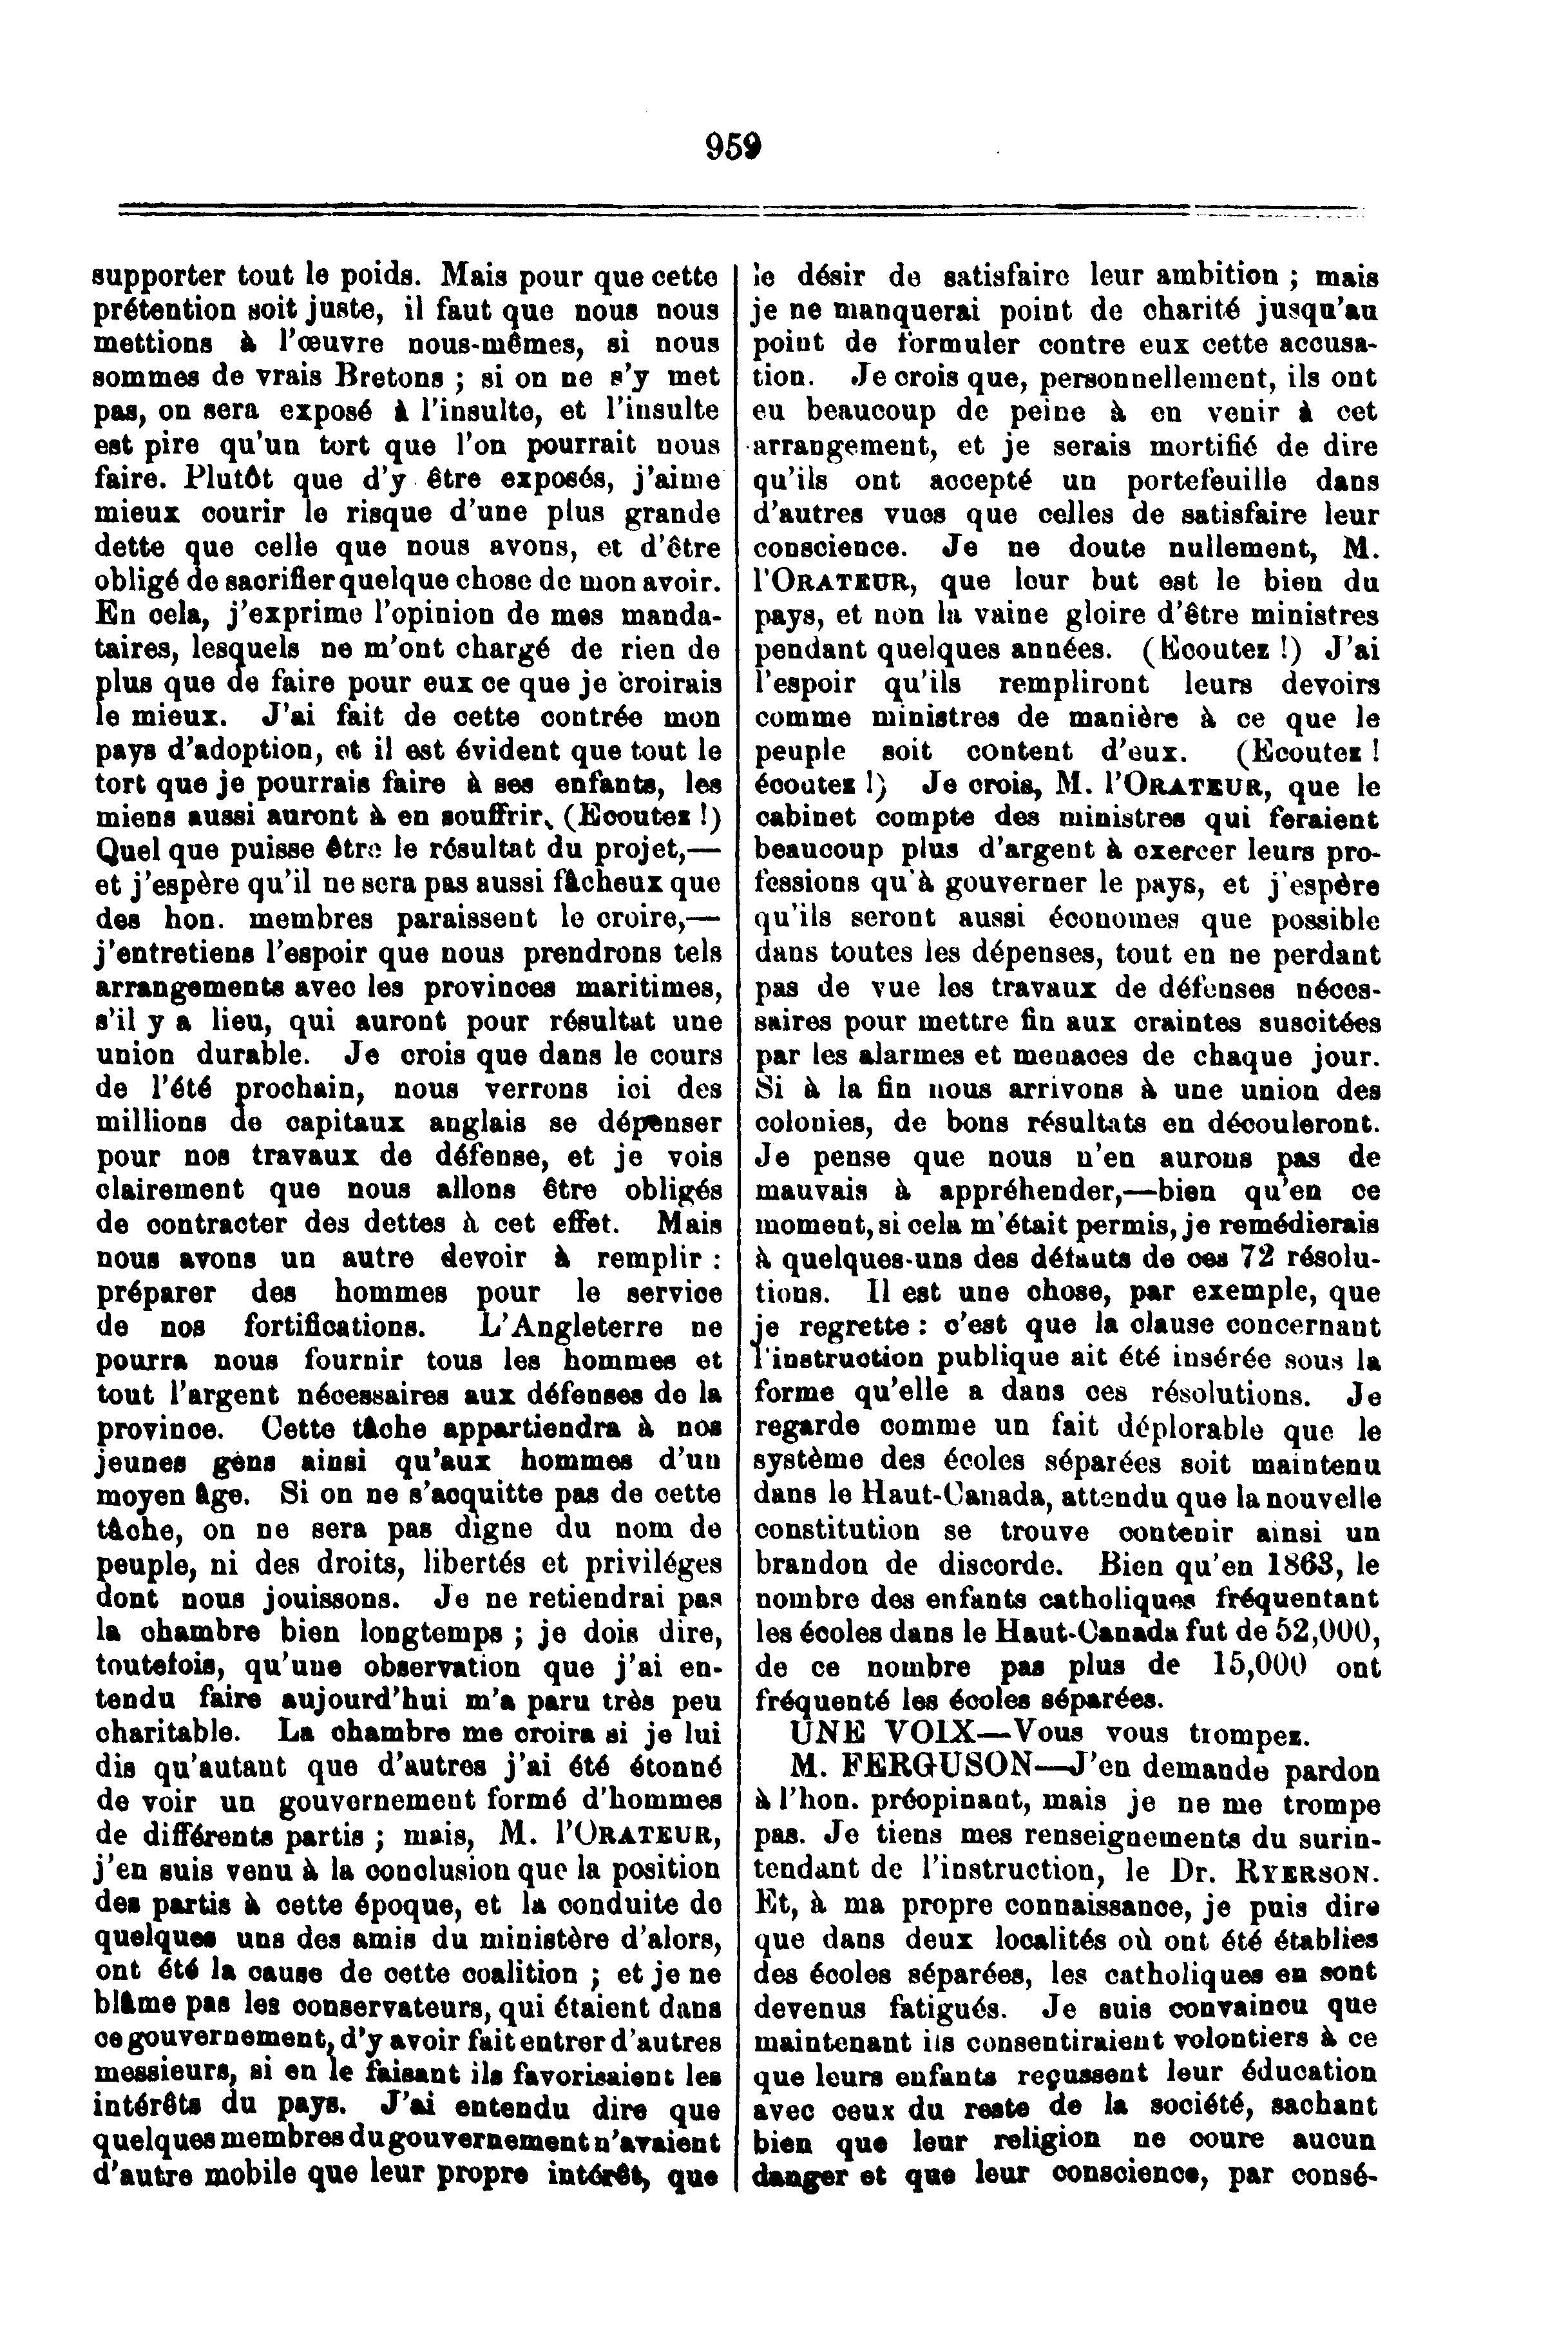 959
supporter tout le poids. Mais pour que cette
prétention soit juste, il faut que nous nous
mettions à l'œuvre nous-mêmes, si nous
sommes de vrais Bretons ; si on ne s'y met
pas, on sera exposé à l'insulte, et l'insulte
est pire qu'un tort que l'on pourrait nous
faire. Plutôt que d'y être exposés, j'aime
mieux courir le risque d'une plus grande
dette que celle que nous avons, et d'être
obligé de sacrifier quelque chose de mon avoir.
En cela, j'exprime l'opinion de mes manda-
taires, lesquels ne m'ont chargé de rien de
plus que de faire pour eux ce que je croirais
le mieux. J'ai fait de cette contrée mon
pays d'adoption, et il est évident que tout le
tort que je pourrais faire à ses enfants, les
miens aussi auront à en souffrir. (Ecoutez !)
Quel que puisse être le résultat du projet,—
et j'espère qu'il ne sera pas aussi fâcheux que
des hon. membres paraissent le croire,—
j'entretiens l'espoir que nous prendrons tels
arrangements avec les provinces maritimes,
s'il y a lieu, qui auront pour résultat une
union durable. Je crois que dans le cours
de l'été prochain, nous verrons ici des
millions de capitaux anglais se dépenser
pour nos travaux de défense, et je vois
clairement que nous allons être obligés
de contracter des dettes à cet effet. Mais
nous avons un autre devoir à remplir :
préparer des hommes pour le service
de nos fortifications. L'Angleterre ne
pourra nous fournir tous les hommes et
tout l'argent nécessaires aux défenses de la
province. Cette tâche appartiendra à nos
jeunes gens ainsi qu'aux hommes d'un
moyen âge. Si on ne s'acquitte pas de cette
tâche, on ne sera pas digne du nom de
peuple, ni des droits, libertés et priviléges
dont nous jouissons. Je ne retiendrai pas
la chambre bien longtemps ; je dois dire,
toutefois, qu'une observation que j'ai en-
tendu faire aujourd'hui m'a paru très peu
charitable. La chambre me croira si je lui
dis qu'autant que d'autres j'ai été étonné
de voir un gouvernement formé d'hommes
de différents partis ; mais, M. l'ORATEUR,
j'en suis venu à la conclusion que la position
des partis à cette époque, et la conduite de
quelques uns des amis du ministère d'alors,
ont été la cause de cette coalition ; et je ne
blâme pas les conservateurs, qui étaient dans
ce gouvernement, d'y avoir fait entrer d'autres
messieurs, si en le faisant ils favorisaient les
intérêts du pays. J'ai entendu dire que
quelques membres du gouvernement n'avaient
d'autre mobile que leur propre intérêt, que
le désir de satisfaire leur ambition ; mais
je ne manquerai point de charité jusqu'au
point de formuler contre eux cette accusa-
tion. Je crois que, personnellement, ils ont
eu beaucoup de peine à en venir à cet
arrangement, et je serais mortifié de dire
qu'ils ont accepté un portefeuille dans
d'autres vues que celles de satisfaire leur
conscience. Je ne doute nullement, M.
l'ORATEUR, que leur but est le bien du
pays, et non la vaine gloire d'être ministres
pendant quelques années. (Ecoutez !) J'ai
l'espoir qu'ils rempliront leurs devoirs
comme ministres de manière à ce que le
peuple soit content d'eux. (Ecoutez !
écoutez !) Je crois, M. l'ORATEUR, que le
cabinet compte des ministres qui feraient
beaucoup plus d'argent à exercer leurs pro-
fessions qu'à gouverner le pays, et j'espère
qu'ils seront aussi économes que possible
dans toutes les dépenses, tout en ne perdant
pas de vue les travaux de défenses néces-
saires pour mettre fin aux craintes suscitées
par les alarmes et menaces de chaque jour.
Si à la fin nous arrivons à une union des
colonies, de bons résultats en découleront.
Je pense que nous n'en aurons pas de
mauvais à appréhender,—bien qu'en ce
moment, si cela m'était permis, je remédierais
à quelques-uns des défauts de ces 72 résolu-
tions. Il est une chose, par exemple, que
je regrette : c'est que la clause concernant
l'instruction publique ait été insérée sous la
forme qu'elle a dans ces résolutions. Je
regarde comme un fait déplorable que le
système des écoles séparées soit maintenu
dans le Haut-Canada, attendu que la nouvelle
constitution se trouve contenir ainsi un
brandon de discorde. Bien qu'en 1863, le
nombre des enfants catholiques fréquentant
les écoles dans le Haut-Canada fut de 52,000,
de ce nombre pas plus de 15,000 ont
fréquenté les écoles séparées.
UNE VOIX—Vous vous trompez.
M. FERGUSON—J'en demande pardon
à l'hon. préopinant, mais je ne me trompe
pas. Je tiens mes renseignements du surin-
tendant de l'instruction, le Dr. RYERSON.
Et, à ma propre connaissance, je puis dire
que dans deux localités où ont été établies
des écoles séparées, les catholiques en sont
devenus fatigués. Je suis convaincu que
maintenant ils consentiraient volontiers à ce
que leurs enfants reçussent leur éducation
avec ceux du reste de la société, sachant
bien que leur religion ne coure aucun
danger et que leur conscience, par consé-